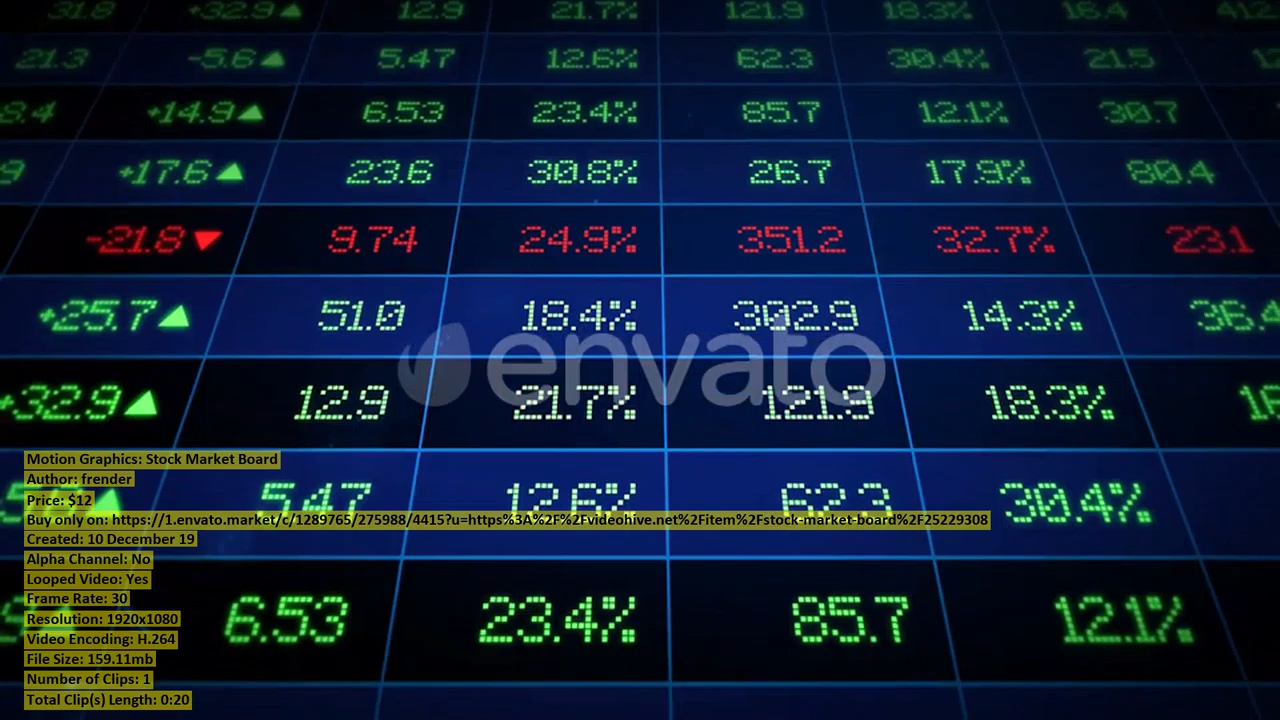 +32.9▲ 12.9 21.7% 121.9 18.3% 16.4
21.3 -5.6▲ 5.47 12.6% 62.3 30.4% 21.5
8.4 +14.9▲ 6.53 23.4% 85.7 12.1% 30.7
9 +17.6▲ 23.6 30.8% 26.7 17.9% 80.4
-21.8▼ 9.74 24.9% 351.2 32.7% 23.1
+25.7▲ 51.0 18.4% 302.9 14.3% 36.4
envato
+32.9▲ 12.9 21.7% 121.9 18.3%
Motion Graphics: Stock Market Board
Author: frender
Price: $12
5.47 12.6% 62.3 30.4%
Buy only on: https://1.envato.market/c/1289765/275988/4415?u=https%3A%2F%2Fvideohive.net%2Fitem%2Fstock-market-board%2F25229308
Created: 10 December 19
Alpha Channel: No
Looped Video: Yes
Frame Rate: 30
Resolution: 1920x1080
6.53 23.4% 85.7 12.1%
Video Encoding: H.264
File Size: 159.11mb
Number of Clips: 1
Total Clip(s) Length: 0:20